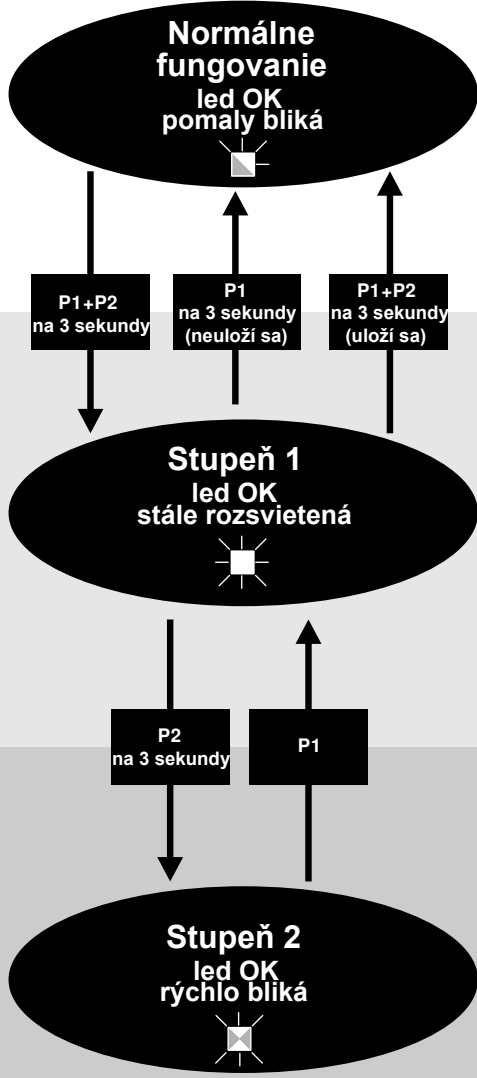 Normálne
fungovanie
led OK
pomaly bliká
P1+P2
na 3 sekundy
P1
na 3 sekundy
(neuloží sa)
P1+P2
na 3 sekundy
(uloží sa)
Stupeň 1
led OK
stále rozsvietená
P2
na 3 sekundy
P1
Stupeň 2
led OK
rýchlo bliká